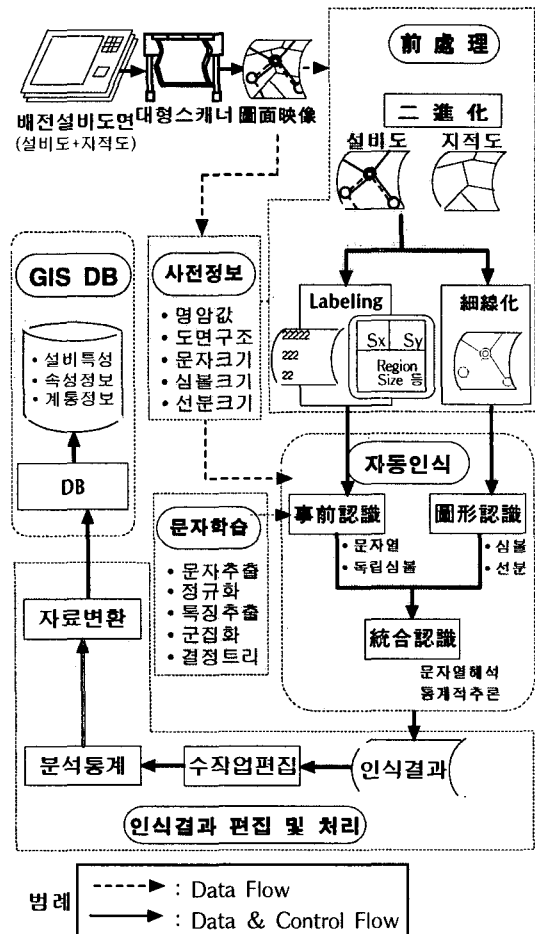 前 處 理
배전설비도면
(설비도+지적도)
대형스캐너
圖面映像
二 進 化
설비도
지적도
GIS DB
• 설비특성
• 속성정보
• 계통정보
DB
사전정보
• 명암값
• 도면구조
• 문자크기
• 심볼크기
• 선분크기
Labeling
22222
222
22
Sx
Sy
Region
Size 등
細線化
자동인식
事前認識
• 문자열
• 독립심볼
圖形認識
• 심볼
• 선분
統合認識
문자열해석
통계적추론
문자학습
• 문자추출
• 정규화
• 특징추출
• 군집화
• 결정트리
자료변환
분석통계
수작업편집
인식결과
인식결과 편집 및 처리
범례
: Data Flow
: Data & Control Flow